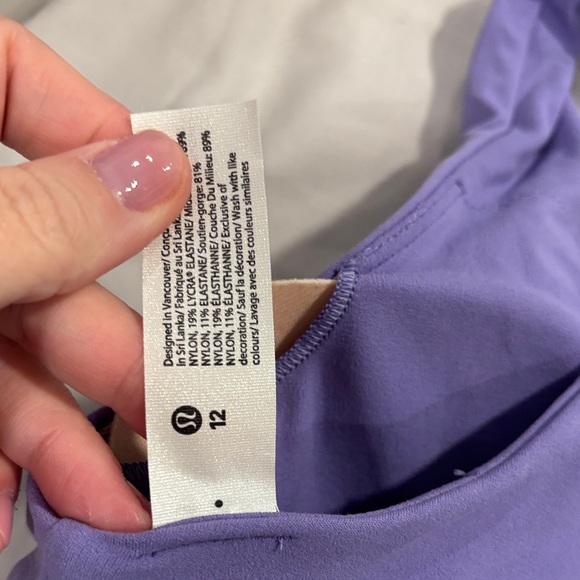 Designed in Vancouver/
in Sri Lanka/ Fabriqué au Sri Lanka 89%
NYLON, 19% LYCRA® ELASTANE/
NYLON, 11% ELASTANE/ Soutien-gorge: 81%
NYLON, 19% ÉLASTHANNE/ Couche Du Milieu: 89%
NYLON, 11% ÉLASTHANNE/ Exclusive of
decoration/ Sauf la décoration/ Wash with like
colours/ Lavage avec des couleurs similaires
12